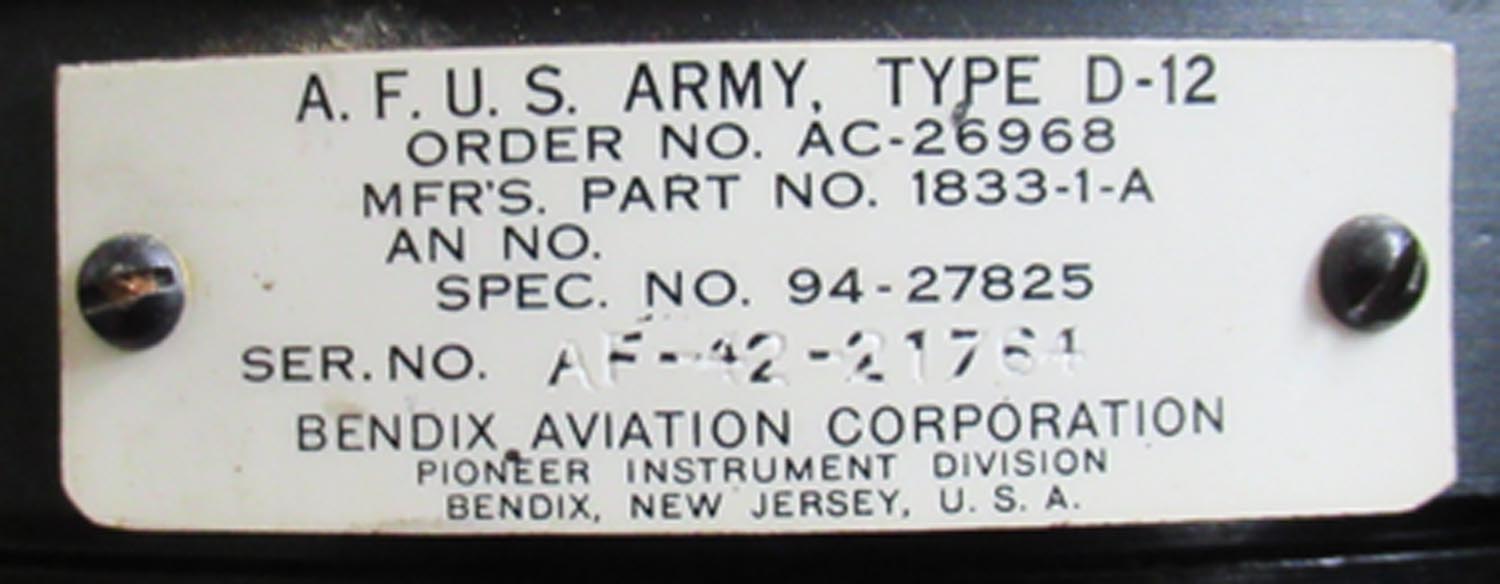 A. F. U. S. ARMY, TYPE D-12
ORDER NO. AC-26968
MFR'S. PART NO. 1833-1-A
AN NO.
SPEC. NO. 94-27825
SER. NO. AF-42-21764
BENDIX AVIATION CORPORATION
PIONEER INSTRUMENT DIVISION
BENDIX, NEW JERSEY, U. S. A.